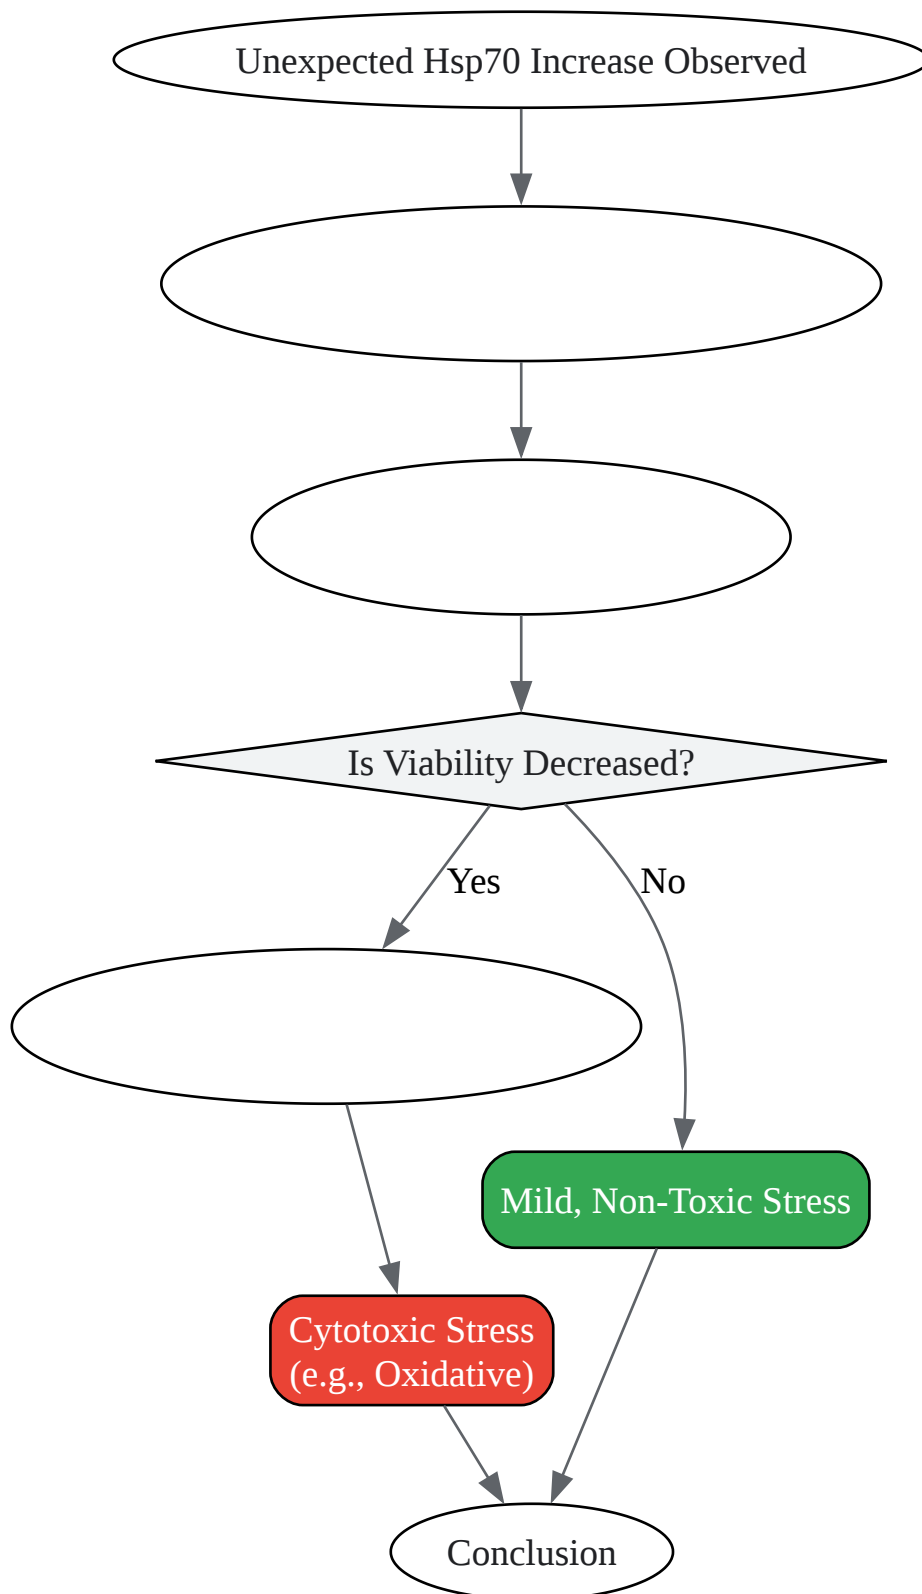 Unexpected Hsp70 Increase Observed
Is Viability Decreased?
Yes
No
Mild, Non-Toxic Stress
Cytotoxic Stress
(e.g., Oxidative)
Conclusion